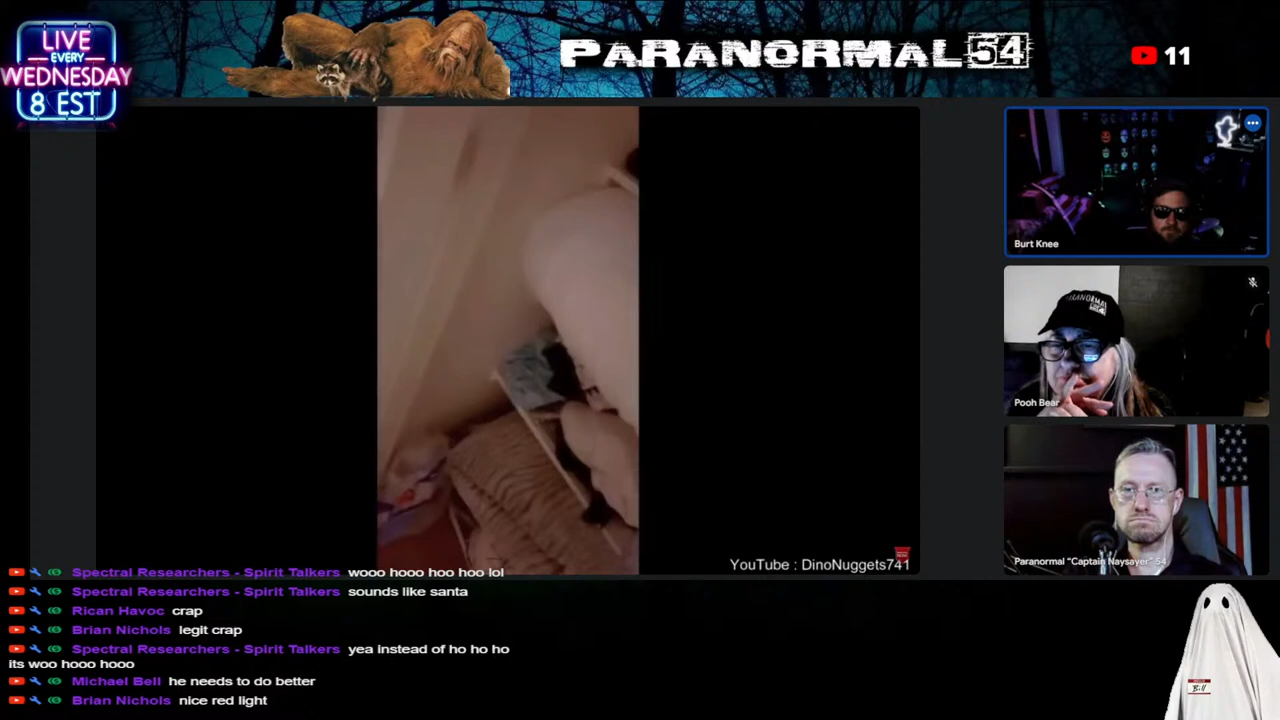 LIVE
EVERY
WEDNESDAY
8 EST
PARANORMAL54
11
Burt Knee
PARANORMAL
54
Pooh Bear
Paranormal "Captain Naysayer" 54
YouTube : DinoNuggets741
Spectral Researchers - Spirit Talkers wooo hooo hoo hoo lol
Spectral Researchers - Spirit Talkers sounds like santa
Rican Havoc crap
Brian Nichols legit crap
Spectral Researchers - Spirit Talkers yea instead of ho ho ho
its woo hooo hooo
Michael Bell he needs to do better
Brian Nichols nice red light
HELLO
Bill